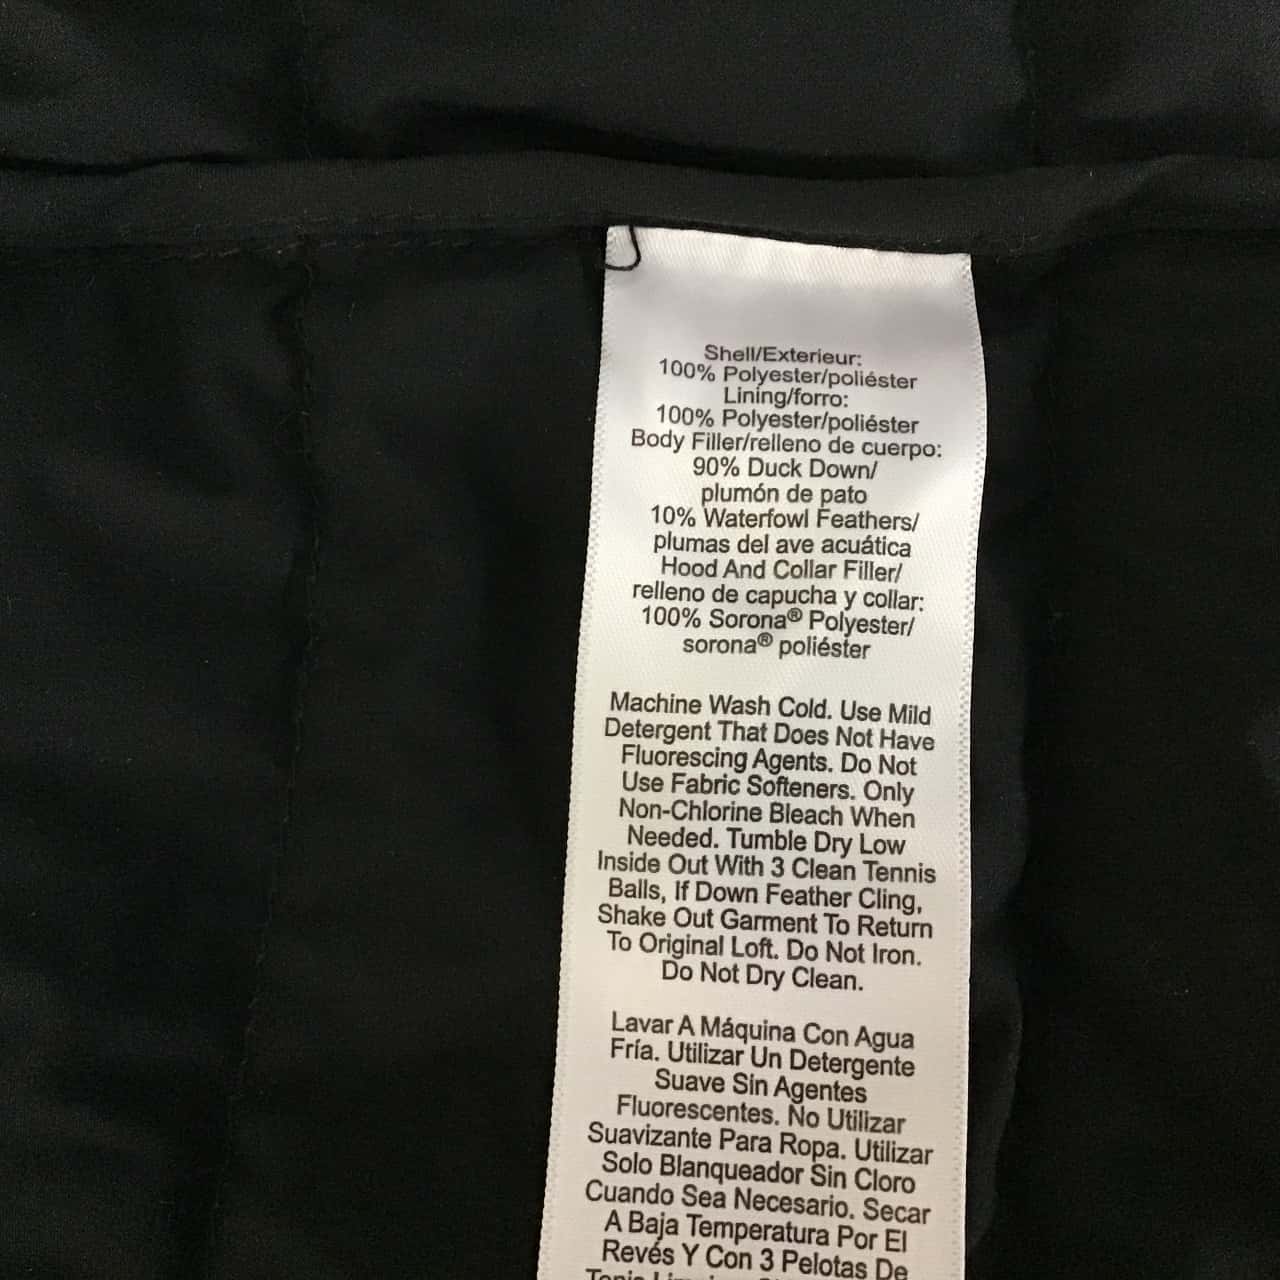 Shell/Exterieur:
100% Polyester/poliéster
Lining/forro:
100% Polyester/poliéster
Body Filler/relleno de cuerpo:
90% Duck Down/
plumón de pato
10% Waterfowl Feathers/
plumas del ave acuática
Hood And Collar Filler/
relleno de capucha y collar:
100% Sorona® Polyester/
sorona® poliéster
Machine Wash Cold. Use Mild
Detergent That Does Not Have
Fluorescing Agents. Do Not
Use Fabric Softeners. Only
Non-Chlorine Bleach When
Needed. Tumble Dry Low
Inside Out With 3 Clean Tennis
Balls, If Down Feather Cling,
Shake Out Garment To Return
To Original Loft. Do Not Iron.
Do Not Dry Clean.
Lavar A Máquina Con Agua
Fría. Utilizar Un Detergente
Suave Sin Agentes
Fluorescentes. No Utilizar
Suavizante Para Ropa. Utilizar
Solo Blanqueador Sin Cloro
Cuando Sea Necesario. Secar
A Baja Temperatura Por El
Revés Y Con 3 Pelotas De